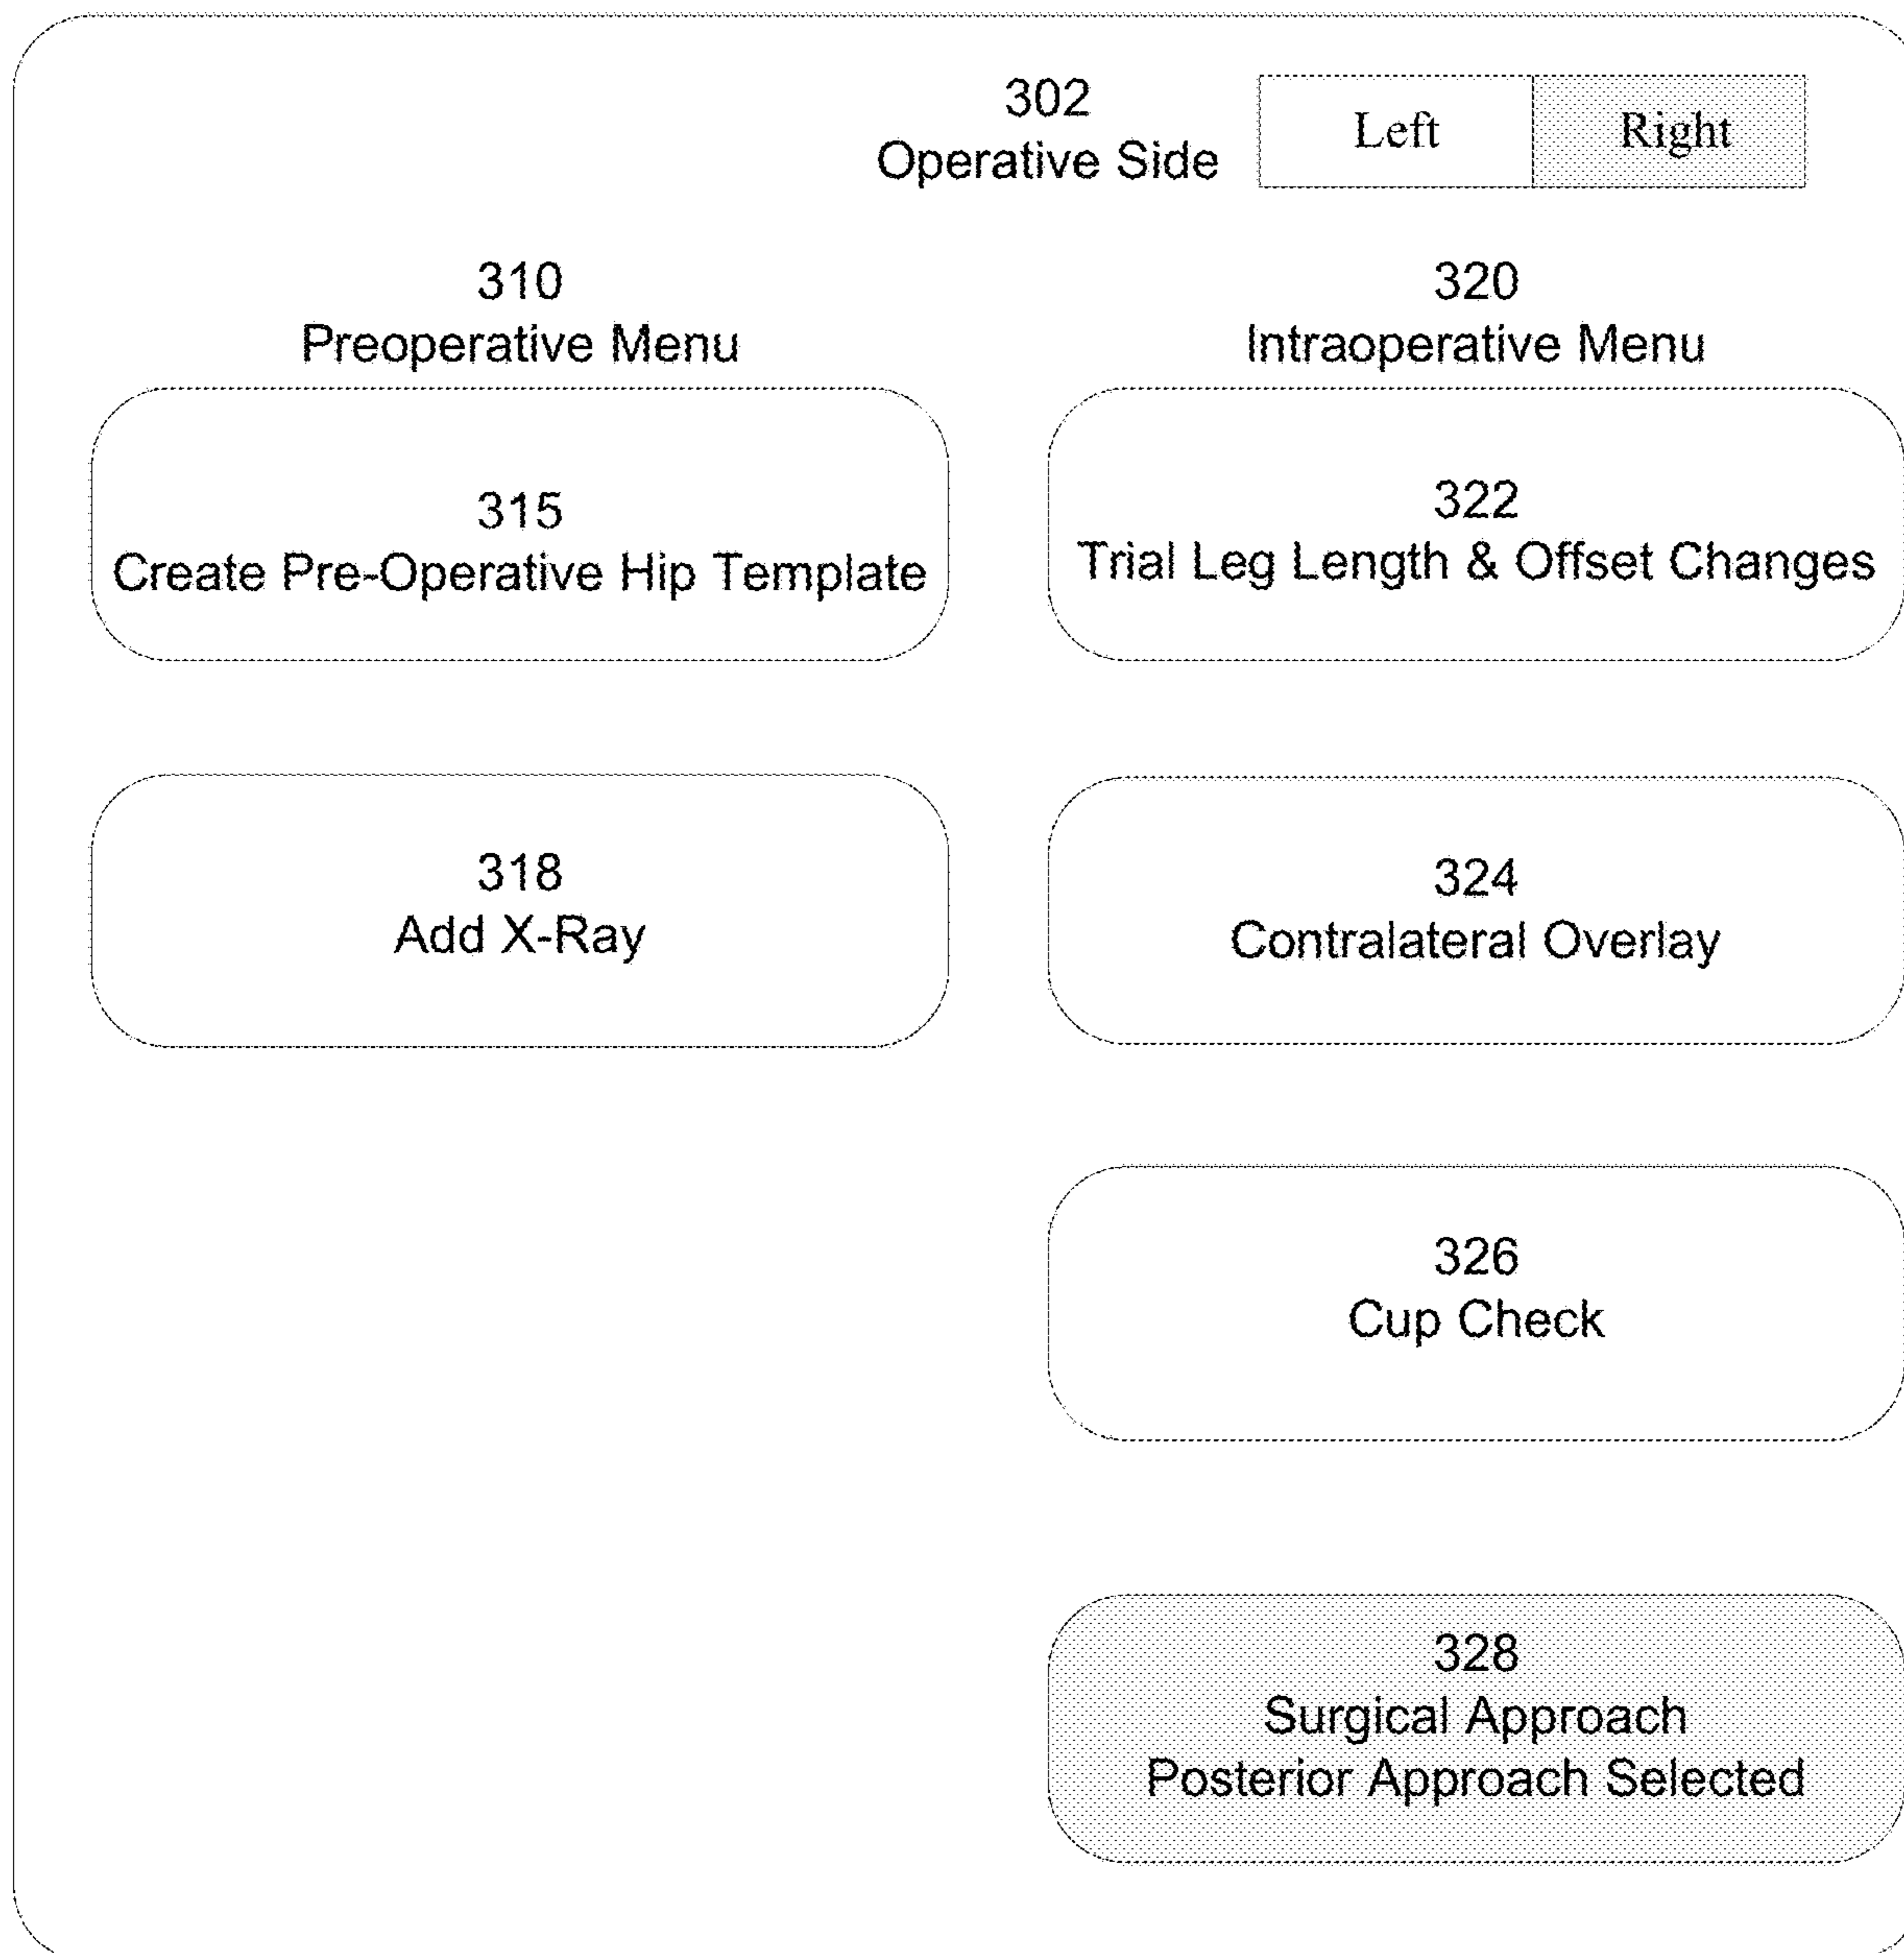 302
Operative Side
Left
Right
310
Preoperative Menu
320
Intraoperative Menu
315
Create Pre-Operative Hip Template
322
Trial Leg Length & Offset Changes
318
Add X-Ray
324
Contralateral Overlay
326
Cup Check
328
Surgical Approach
Posterior Approach Selected